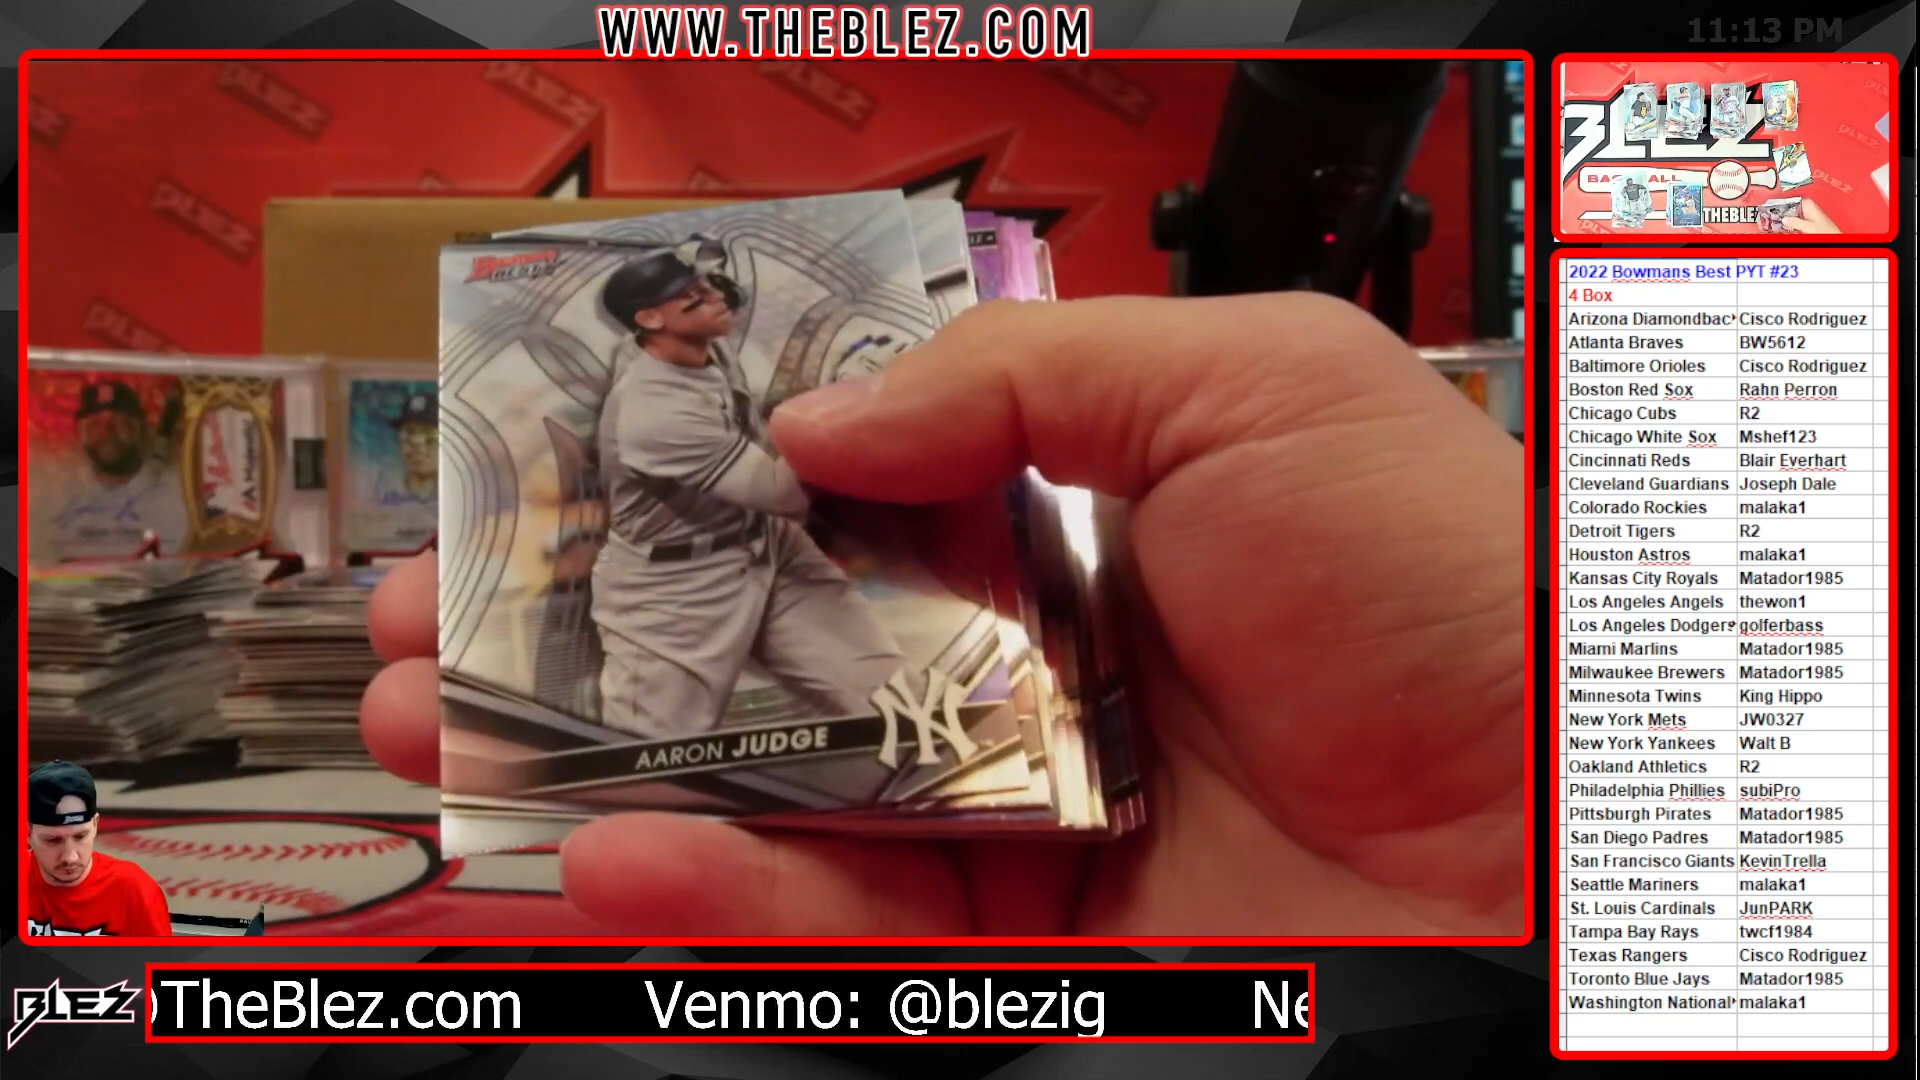 WWW.THEBLEZ.COM
11:13 PM
BLEZ
THEBLEZ
2022 Bowmans Best PYT #23
4 Box
Arizona Diamondbac Cisco Rodriguez
Atlanta Braves BW5612
Baltimore Orioles Cisco Rodriguez
Boston Red Sox Rahn Perron
Chicago Cubs R2
Chicago White Sox Mshef123
Cincinnati Reds Blair Everhart
Cleveland Guardians Joseph Dale
Colorado Rockies malaka1
Detroit Tigers R2
Houston Astros malaka1
Kansas City Royals Matador1985
Los Angeles Angels thewon1
Los Angeles Dodgers golferbass
Miami Marlins Matador1985
Milwaukee Brewers Matador1985
Minnesota Twins King Hippo
New York Mets JW0327
New York Yankees Walt B
Oakland Athletics R2
Philadelphia Phillies subiPro
Pittsburgh Pirates Matador1985
San Diego Padres Matador1985
San Francisco Giants KevinTrella
Seattle Mariners malaka1
St. Louis Cardinals JunPARK
Tampa Bay Rays twcf1984
Texas Rangers Cisco Rodriguez
Toronto Blue Jays Matador1985
Washington National malaka1
BOWMAN'S BEST
NY
AARON JUDGE
BLEZ
TheBlez.com Venmo: @blezig Ne